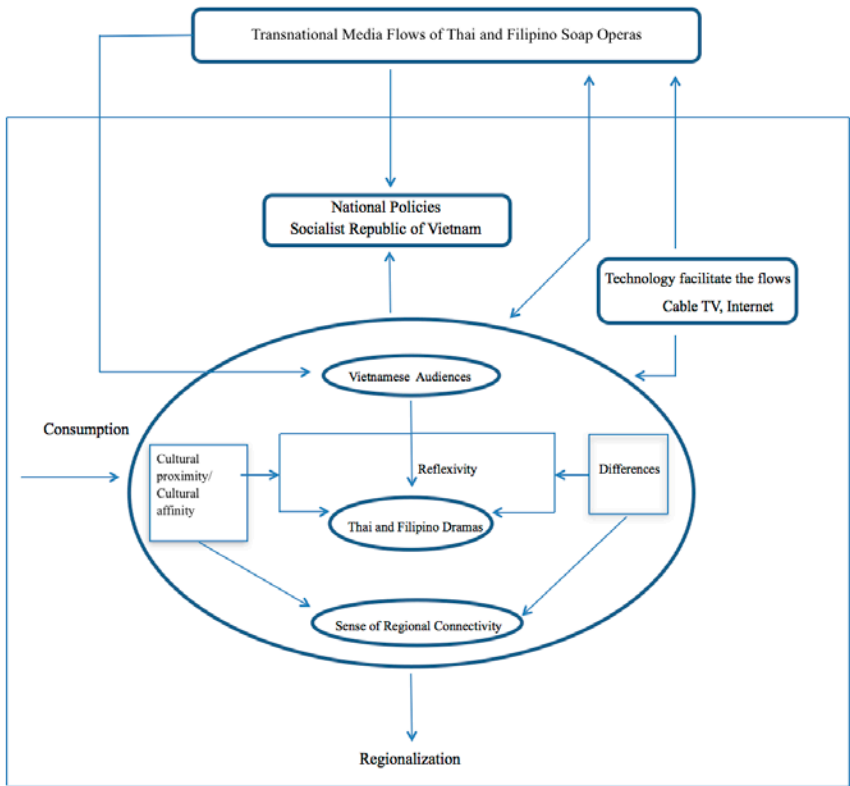 Transnational Media Flows of Thai and Filipino Soap Operas
National Policies
Socialist Republic of Vietnam
Technology facilitate the flows
Cable TV, Internet
Vietnamese Audiences
Consumption
Cultural
proximity/
Cultural
affinity
Reflexivity
Differences
Thai and Filipino Dramas
Sense of Regional Connectivity
Regionalization